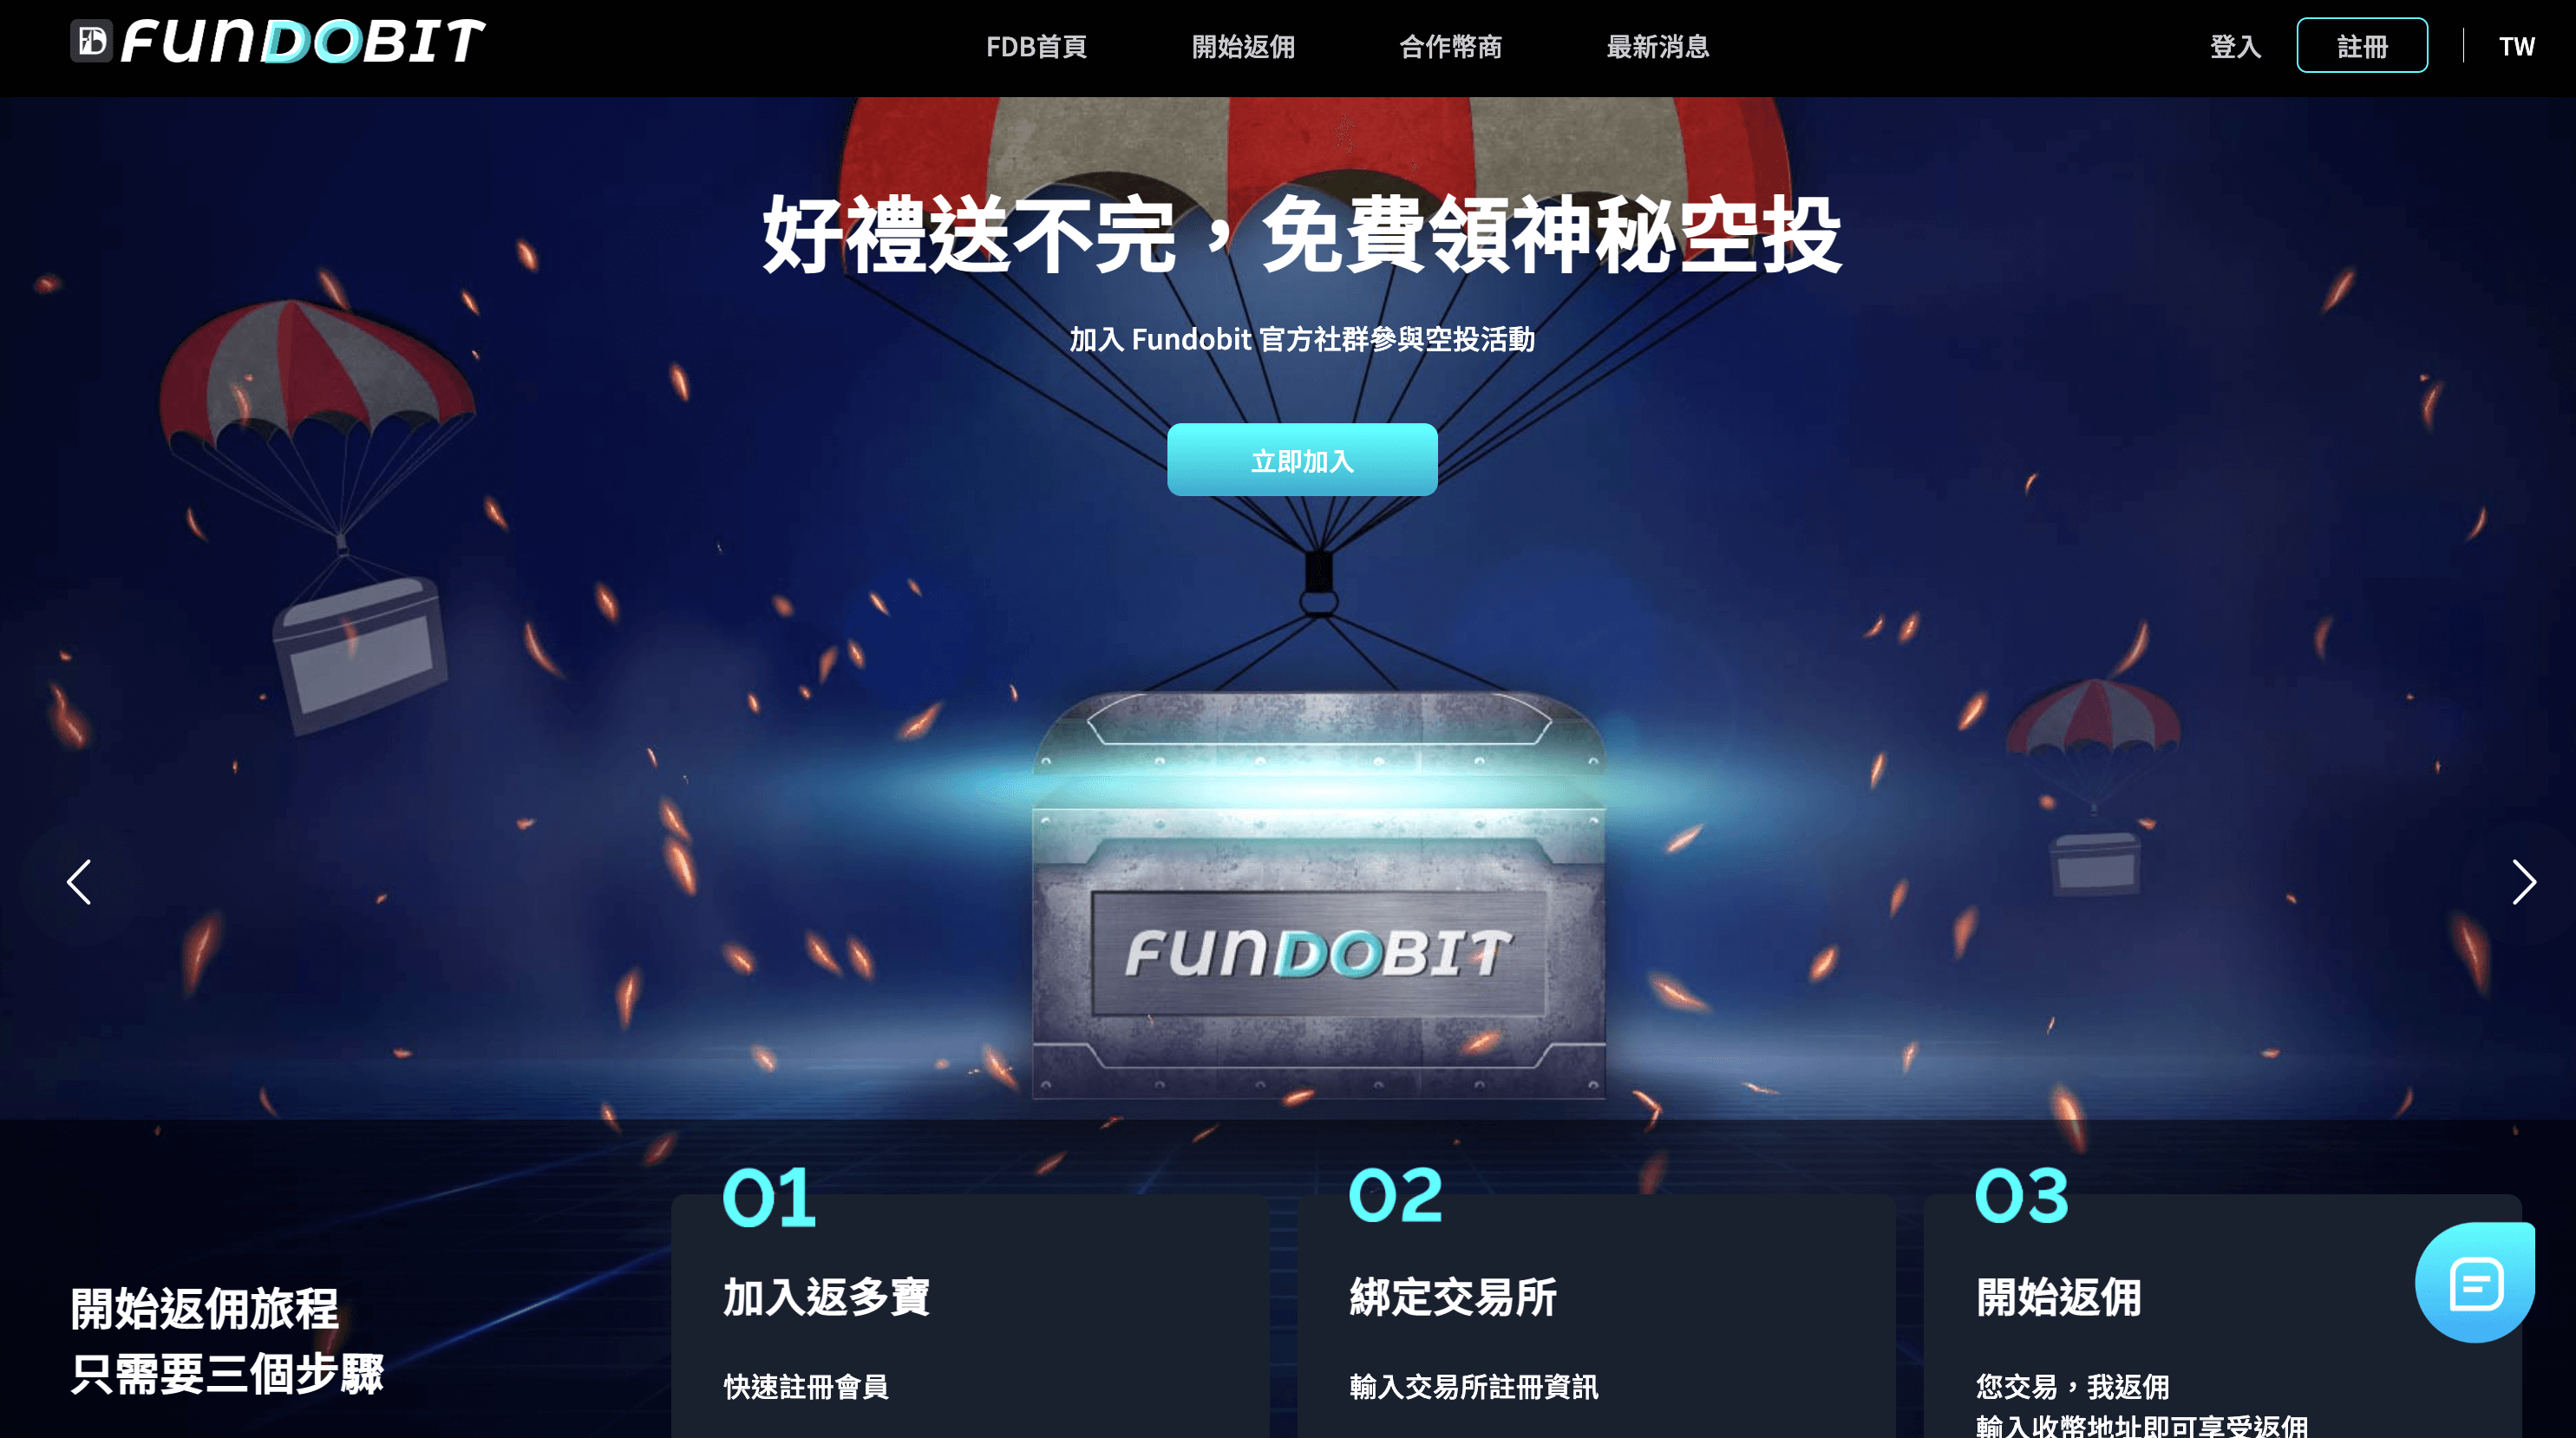 FUNDOBIT
FDB首頁
開始返佣
合作幣商
最新消息
登入
註冊
TW
好禮送不完，免費領神秘空投
加入 Fundobit 官方社群參與空投活動
立即加入
FUNDOBIT
開始返佣旅程
只需要三個步驟
01
加入返多寶
快速註冊會員
02
綁定交易所
輸入交易所註冊資訊
03
開始返佣
您交易，我返佣
輸入收幣地址即可享受返佣